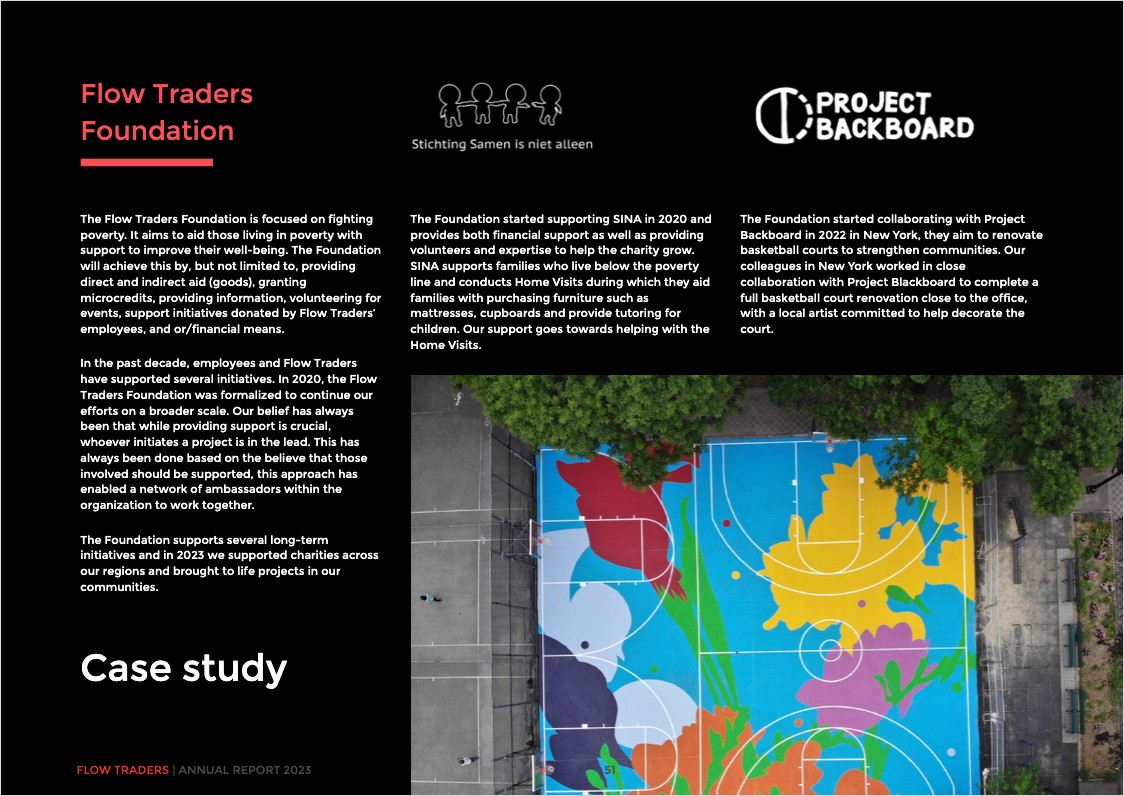 Flow Traders
Foundation
The Flow Traders Foundation is focused on fighting
poverty. It aims to aid those living in poverty with
support to improve their well-being. The Foundation
will achieve this by, but not limited to, providing
direct and indirect aid (goods), granting
microcredits, providing information, volunteering for
events, support initiatives donated by Flow Traders'
employees, and or/financial means.
In the past decade, employees and Flow Traders
have supported several initiatives. In 2020, the Flow
Traders Foundation was formalized to continue our
efforts on a broader scale. Our belief has always
been that while providing support is crucial,
whoever initiates a project is in the lead. This has
always been done based on the believe that those
involved should be supported, this approach has
enabled a network of ambassadors within the
organization to work together.
The Foundation supports several long-term
initiatives and in 2023 we supported charities across
our regions and brought to life projects in our
communities.
Case study
Stichting Samen is niet alleen
The Foundation started supporting SINA in 2020 and
provides both financial support as well as providing
volunteers and expertise to help the charity grow.
SINA supports families who live below the poverty
line and conducts Home Visits during which they aid
families with purchasing furniture such as
mattresses, cupboards and provide tutoring for
children. Our support goes towards helping with the
Home Visits.
PROJECT
BACKBOARD
The Foundation started collaborating with Project
Backboard in 2022 in New York, they aim to renovate
basketball courts to strengthen communities. Our
colleagues in New York worked in close
collaboration with Project Blackboard to complete a
full basketball court renovation close to the office,
with a local artist committed to help decorate the
court.
FLOW TRADERS | ANNUAL REPORT 2023
51